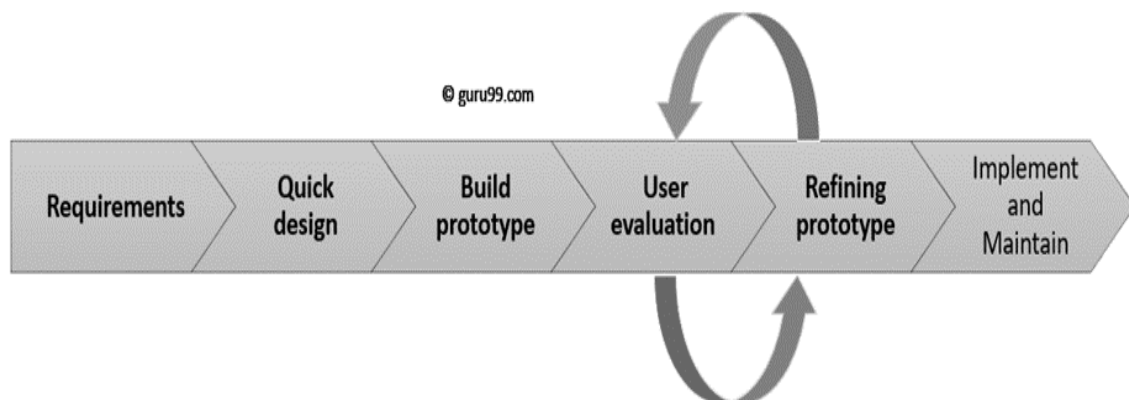 © guru99.com
Requirements
Quick
design
Build
prototype
User
evaluation
Refining
prototype
Implement
and
Maintain